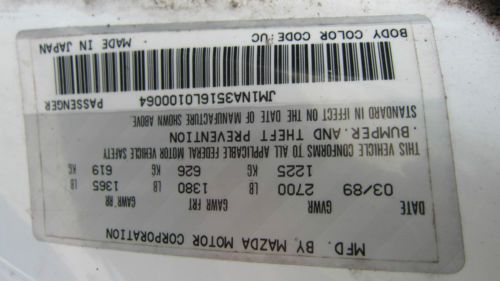 MFD. BY MAZDA MOTOR CORPORATION
DATE GVWR GAWR FRT GAWR RR
03/89 2700 LB 1380 LB 1365 LB
1225 KG 626 KG 619 KG
THIS VEHICLE CONFORMS TO ALL APPLICABLE FEDERAL MOTOR VEHICLE SAFETY
, BUMPER, AND THEFT PREVENTION
STANDARD IN EFFECT ON THE DATE OF MANUFACTURE SHOWN ABOVE
JM1NA3516L0100064 PASSENGER
BODY COLOR CODE:UC MADE IN JAPAN